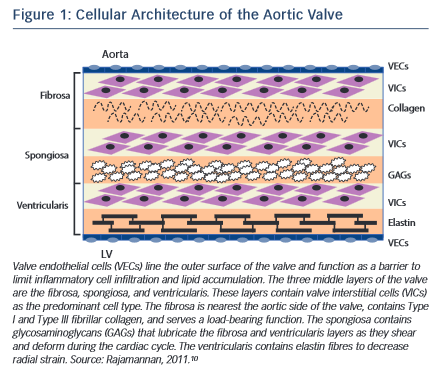 Figure 1: Cellular Architecture of the Aortic Valve
Aorta
VECs
Fibrosa
VICs
Collagen
Spongiosa
VICs
GAGs
Ventricularis
VICs
Elastin
VECs
LV
Valve endothelial cells (VECs) line the outer surface of the valve and function as a barrier to
limit inflammatory cell infiltration and lipid accumulation. The three middle layers of the valve
are the fibrosa, spongiosa, and ventricularis. These layers contain valve interstitial cells (VICs)
as the predominant cell type. The fibrosa is nearest the aortic side of the valve, contains Type
I and Type III fibrillar collagen, and serves a load-bearing function. The spongiosa contains
glycosaminoglycans (GAGs) that lubricate the fibrosa and ventricularis layers as they shear
and deform during the cardiac cycle. The ventricularis contains elastin fibres to decrease
radial strain. Source: Rajamannan, 2011.¹⁰